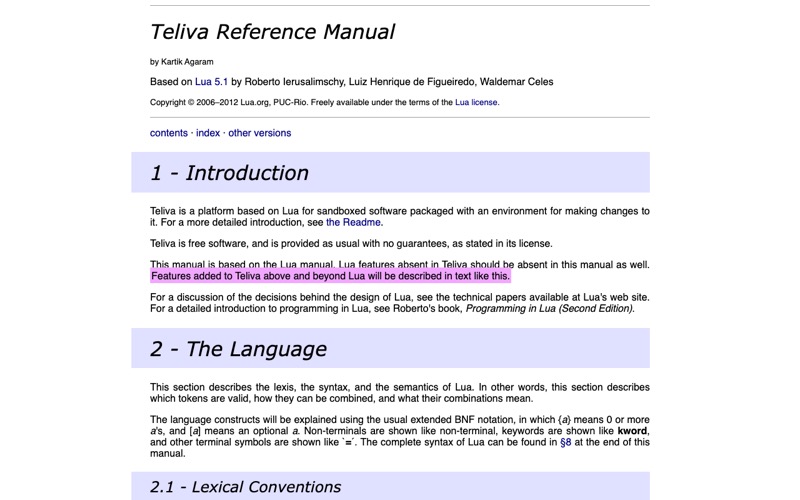 Teliva Reference Manual
by Kartik Agaram
Based on Lua 5.1 by Roberto Ierusalimschy, Luiz Henrique de Figueiredo, Waldemar Celes
Copyright © 2006–2012 Lua.org, PUC-Rio. Freely available under the terms of the Lua license.
contents · index · other versions
1 - Introduction
Teliva is a platform based on Lua for sandboxed software packaged with an environment for making changes to
it. For a more detailed introduction, see the Readme.
Teliva is free software, and is provided as usual with no guarantees, as stated in its license.
This manual is based on the Lua manual. Lua features absent in Teliva should be absent in this manual as well.
Features added to Teliva above and beyond Lua will be described in text like this.
For a discussion of the decisions behind the design of Lua, see the technical papers available at Lua's web site.
For a detailed introduction to programming in Lua, see Roberto's book, Programming in Lua (Second Edition).
2 - The Language
This section describes the lexis, the syntax, and the semantics of Lua. In other words, this section describes
which tokens are valid, how they can be combined, and what their combinations mean.
The language constructs will be explained using the usual extended BNF notation, in which {a} means 0 or more
a's, and [a] means an optional a. Non-terminals are shown like non-terminal, keywords are shown like kword,
and other terminal symbols are shown like `=´. The complete syntax of Lua can be found in §8 at the end of this
manual.
2.1 - Lexical Conventions